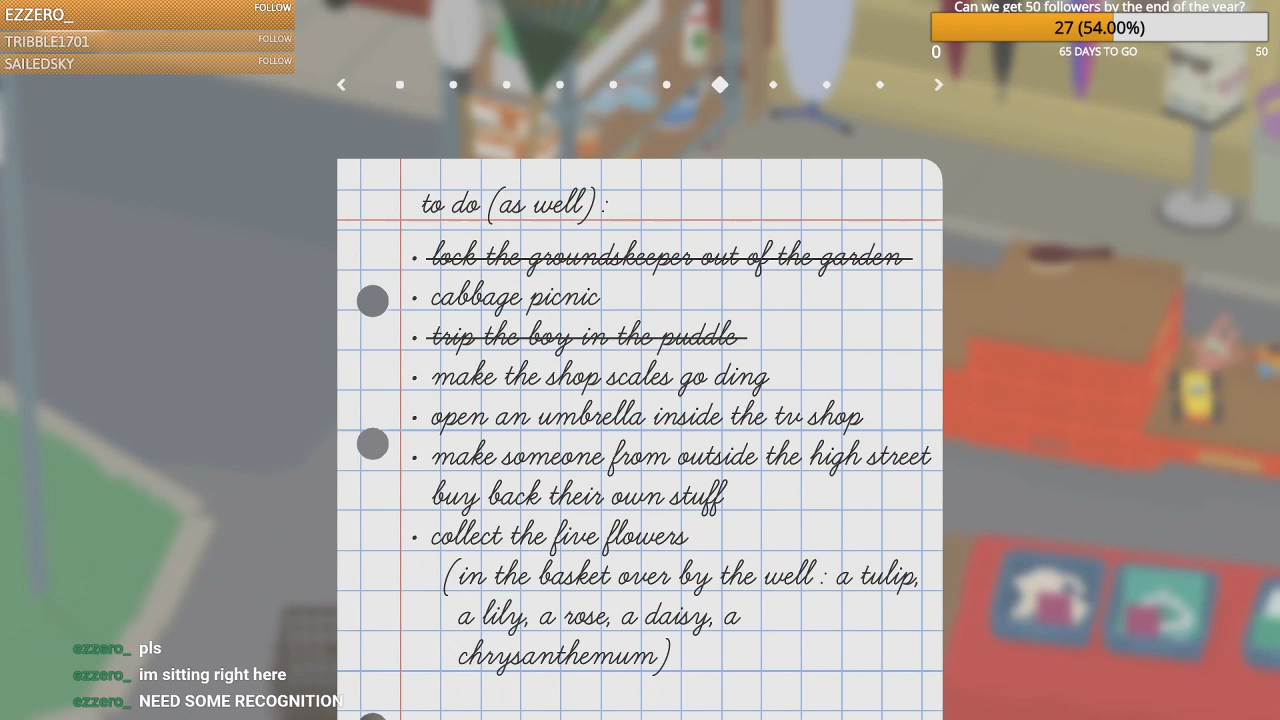 EZZERO_ FOLLOW
TRIBBLE1701 FOLLOW
SAILEDSKY FOLLOW
Can we get 50 followers by the end of the year?
27 (54.00%)
0 65 DAYS TO GO 50
to do (as well) :
• lock the groundskeeper out of the garden
• cabbage picnic
• trip the boy in the puddle
• make the shop scales go ding
• open an umbrella inside the tv shop
• make someone from outside the high street
buy back their own stuff
• collect the five flowers
(in the basket over by the well : a tulip,
a lily, a rose, a daisy, a
chrysanthemum)
ezzero_ pls
ezzero_ im sitting right here
ezzero_ NEED SOME RECOGNITION